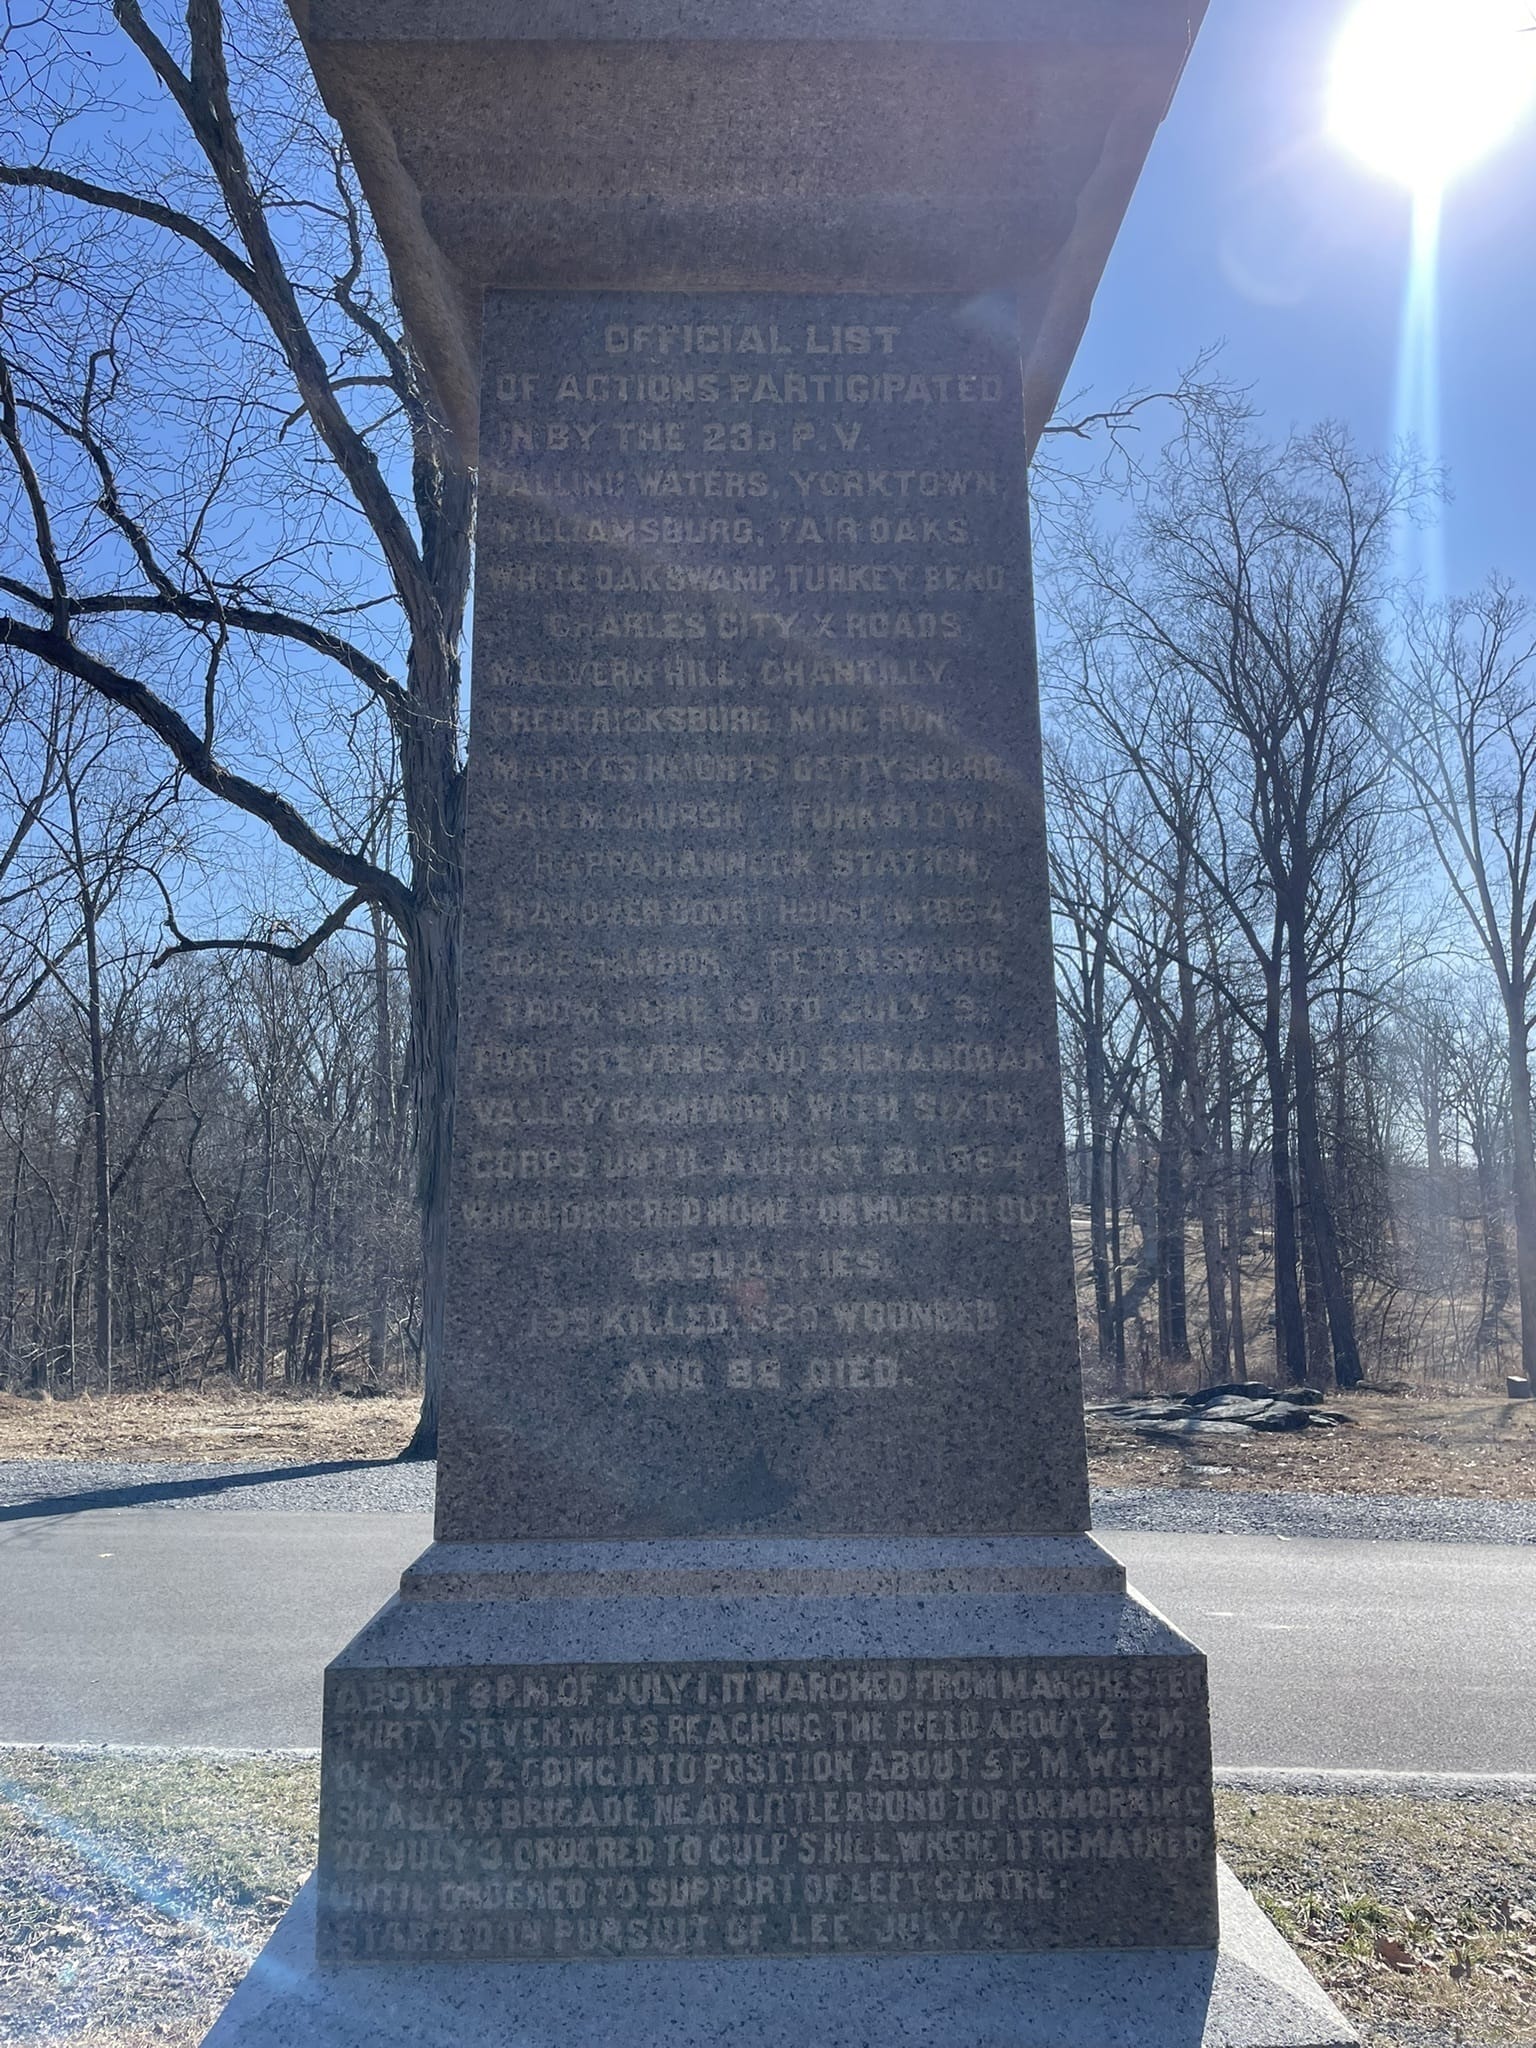 OFFICIAL LIST
OF ACTIONS PARTICIPATED
IN BY THE 23D P.V.
FALLING WATERS, YORKTOWN,
WILLIAMSBURG, FAIR OAKS,
WHITE OAK SWAMP, TURKEY BEND
CHARLES CITY X ROADS
MALVERN HILL, CHANTILLY
FREDERICKSBURG, MINE RUN,
MARYES HEIGHTS GETTYSBURG
SALEM CHURCH FUNKSTOWN,
RAPPAHANNOCK STATION,
HANOVER COURT HOUSE 1864,
COLD HARBOR, PETERSBURG,
FROM JUNE 19 TO JULY 9,
FORT STEVENS AND SHENANDOAH
VALLEY CAMPAIGN WITH SIXTH
CORPS UNTIL AUGUST 21, 1864
WHEN ORDERED HOME FOR MUSTER OUT
CASUALTIES.
KILLED, WOUNDED
AND DIED.
ABOUT 8 P.M. OF JULY 1, IT MARCHED FROM MANCHESTER
THIRTY SEVEN MILES REACHING THE FIELD ABOUT 2 P.M.
OF JULY 2, GOING INTO POSITION ABOUT 5 P.M. WITH
SHALER'S BRIGADE, NEAR LITTLE ROUND TOP, ON MORNING
OF JULY 3, ORDERED TO CULP'S HILL, WHERE IT REMAINED
UNTIL ORDERED TO SUPPORT OF LEFT CENTRE;
STARTED IN PURSUIT OF LEE, JULY 5.